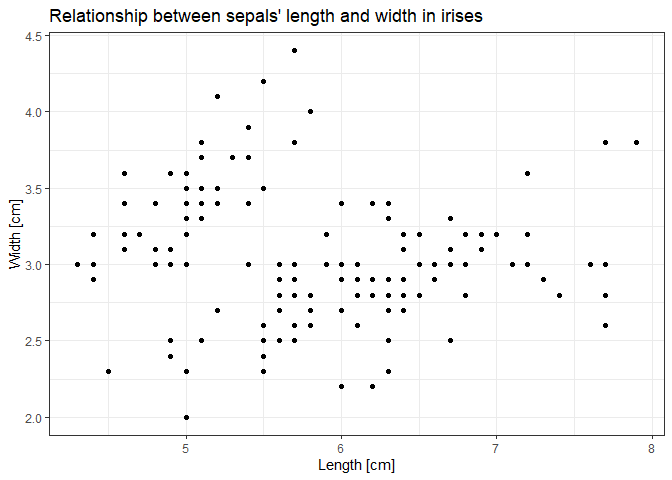 Relationship between sepals' length and width in irises
4.5
4.0
3.5
3.0
2.5
2.0
Width [cm]
5 6 7 8
Length [cm]